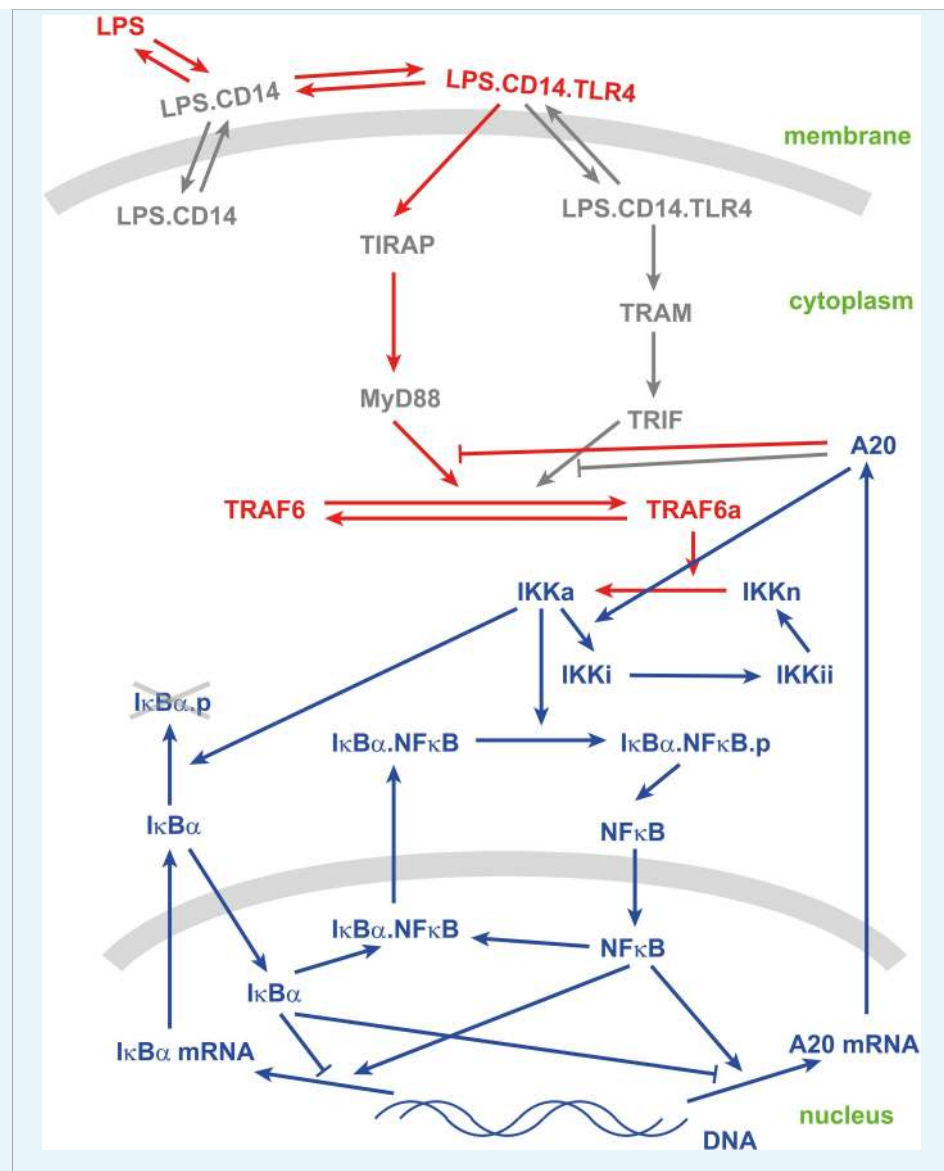 LPS
LPS.CD14
LPS.CD14.TLR4
membrane
LPS.CD14
LPS.CD14.TLR4
TIRAP
cytoplasm
TRAM
MyD88
TRIF
A20
TRAF6
TRAF6a
IKKa
IKKn
IKKi
IKKii
IκBα.p
IκBα.NFκB
IκBα.NFκB.p
IκBα
NFκB
IκBα.NFκB
NFκB
IκBα
IκBα mRNA
A20 mRNA
nucleus
DNA